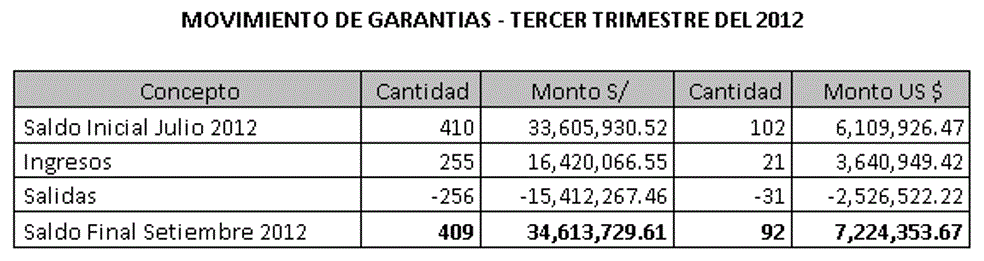 MOVIMIENTO DE GARANTIAS - TERCER TRIMESTRE DEL 2012
Concepto Cantidad Monto S/ Cantidad Monto US $
Saldo Inicial Julio 2012 410 33,605,930.52 102 6,109,926.47
Ingresos 255 16,420,066.55 21 3,640,949.42
Salidas -256 -15,412,267.46 -31 -2,526,522.22
Saldo Final Setiembre 2012 409 34,613,729.61 92 7,224,353.67